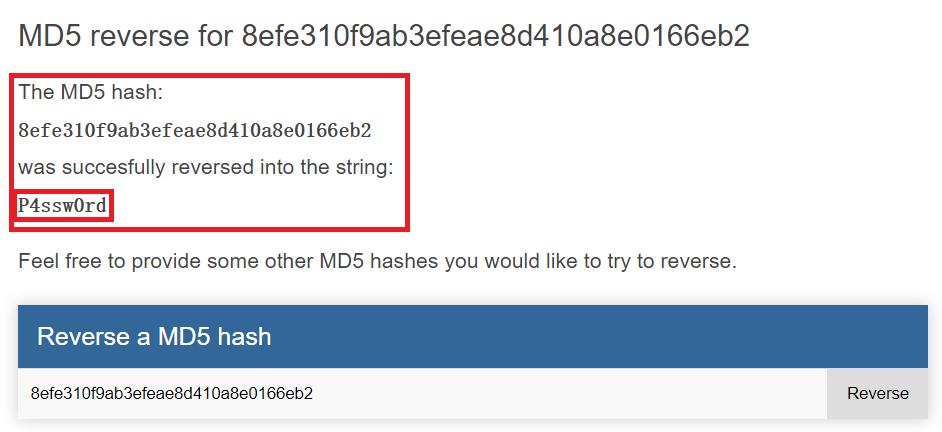 MD5 reverse for 8efe310f9ab3efeae8d410a8e0166eb2
The MD5 hash:
8efe310f9ab3efeae8d410a8e0166eb2
was succesfully reversed into the string:
P4ssw0rd
Feel free to provide some other MD5 hashes you would like to try to reverse.
Reverse a MD5 hash
8efe310f9ab3efeae8d410a8e0166eb2 Reverse